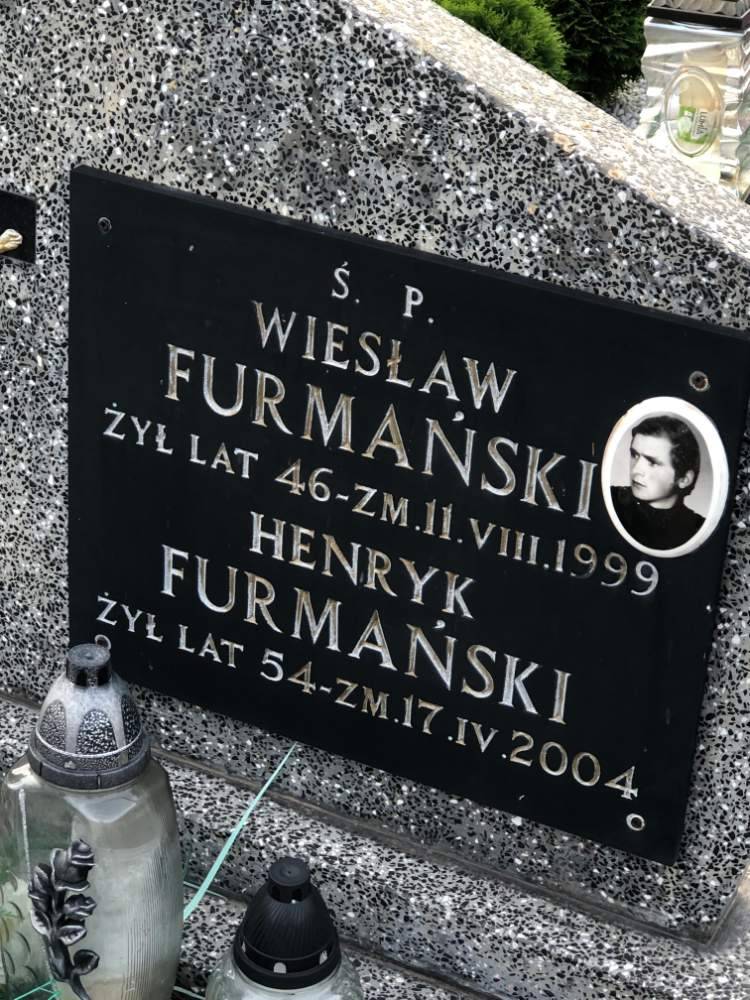 Ś. P.
WIESŁAW
FURMAŃSKI
ŻYŁ LAT 46-ZM.11.VIII.1999
HENRYK
FURMAŃSKI
ŻYŁ LAT 54-ZM.17.IV.2004